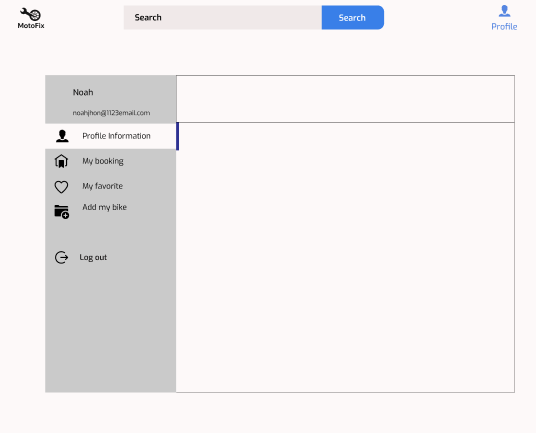 MotoFix
Search
Search
Profile
Noah
noahjhon@1123email.com
Profile Information
My booking
My favorite
Add my bike
Log out